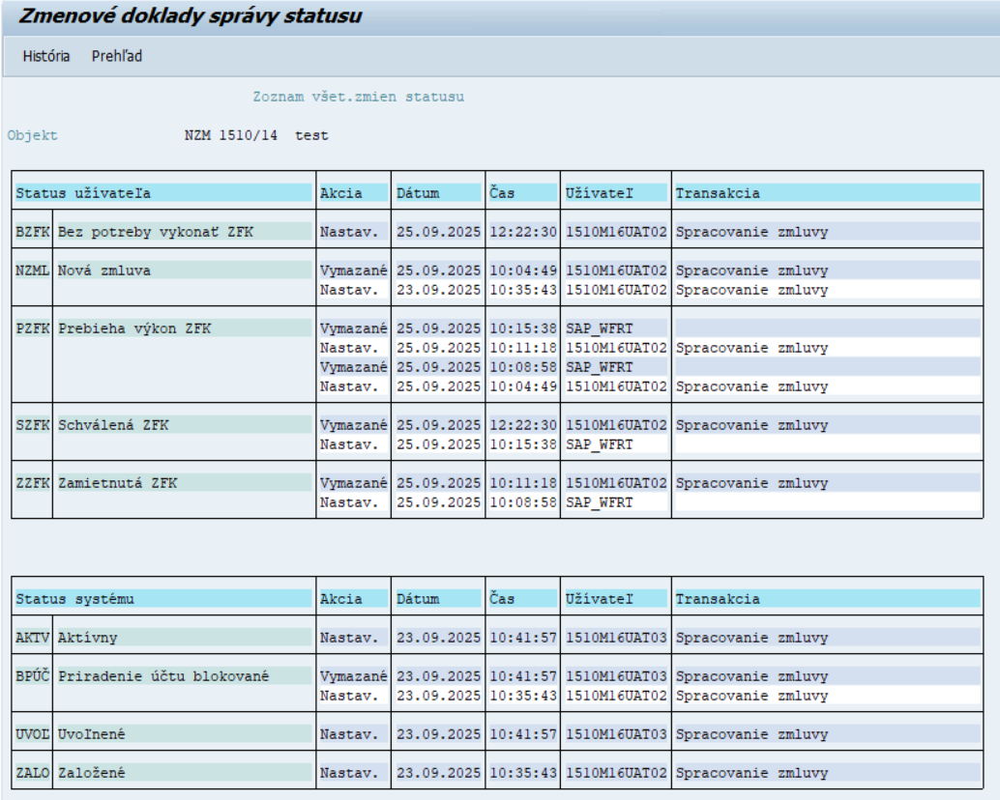 Zmenové doklady správy statusu
História Prehľad
Zoznam všet.zmien statusu
Objekt NZM 1510/14 test
Status užívateľa Akcia Dátum Čas Užívateľ Transakcia
BZFK Bez potreby vykonať ZFK Nastav. 25.09.2025 12:22:30 1510M16UAT02 Spracovanie zmluvy
NZML Nová zmluva Vymazané 25.09.2025 10:04:49 1510M16UAT02 Spracovanie zmluvy
Nastav. 23.09.2025 10:35:43 1510M16UAT02 Spracovanie zmluvy
PZFK Prebieha výkon ZFK Vymazané 25.09.2025 10:15:38 SAP_WFRT
Nastav. 25.09.2025 10:11:18 1510M16UAT02 Spracovanie zmluvy
Vymazané 25.09.2025 10:08:58 SAP_WFRT
Nastav. 25.09.2025 10:04:49 1510M16UAT02 Spracovanie zmluvy
SZFK Schválená ZFK Vymazané 25.09.2025 12:22:30 1510M16UAT02 Spracovanie zmluvy
Nastav. 25.09.2025 10:15:38 SAP_WFRT
ZZFK Zamietnutá ZFK Vymazané 25.09.2025 10:11:18 1510M16UAT02 Spracovanie zmluvy
Nastav. 25.09.2025 10:08:58 SAP_WFRT
Status systému Akcia Dátum Čas Užívateľ Transakcia
AKTV Aktívny Nastav. 23.09.2025 10:41:57 1510M16UAT03 Spracovanie zmluvy
BPÚČ Priradenie účtu blokované Vymazané 23.09.2025 10:41:57 1510M16UAT03 Spracovanie zmluvy
Nastav. 23.09.2025 10:35:43 1510M16UAT02 Spracovanie zmluvy
UVOĽ Uvoľnené Nastav. 23.09.2025 10:41:57 1510M16UAT03 Spracovanie zmluvy
ZALO Založené Nastav. 23.09.2025 10:35:43 1510M16UAT02 Spracovanie zmluvy